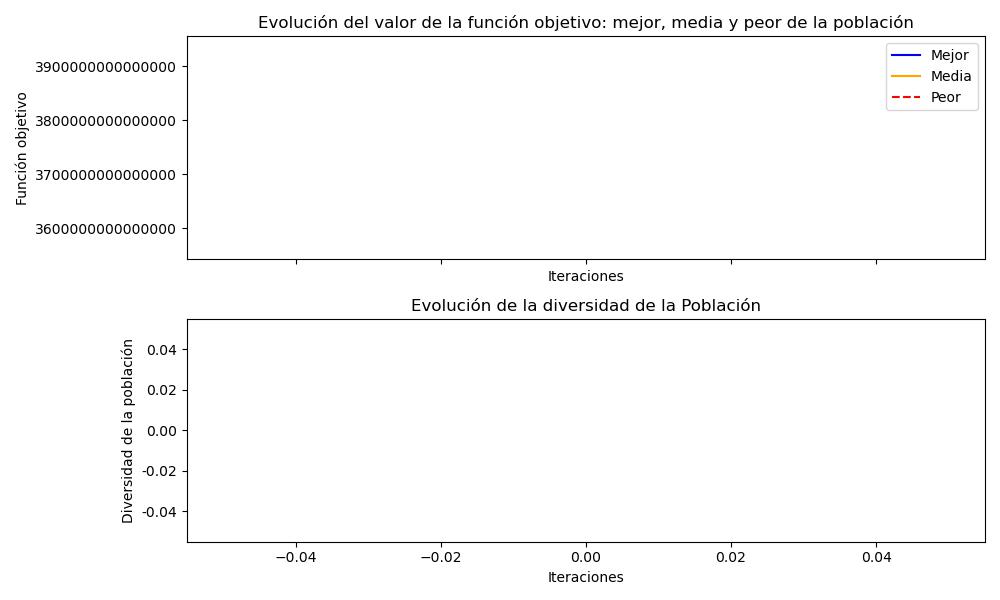 Evolución del valor de la función objetivo: mejor, media y peor de la población
Mejor
Media
Peor
Función objetivo
3900000000000000
3800000000000000
3700000000000000
3600000000000000
Iteraciones
Evolución de la diversidad de la Población
Diversidad de la población
0.04
0.02
0.00
-0.02
-0.04
−0.04
−0.02
0.00
0.02
0.04
Iteraciones